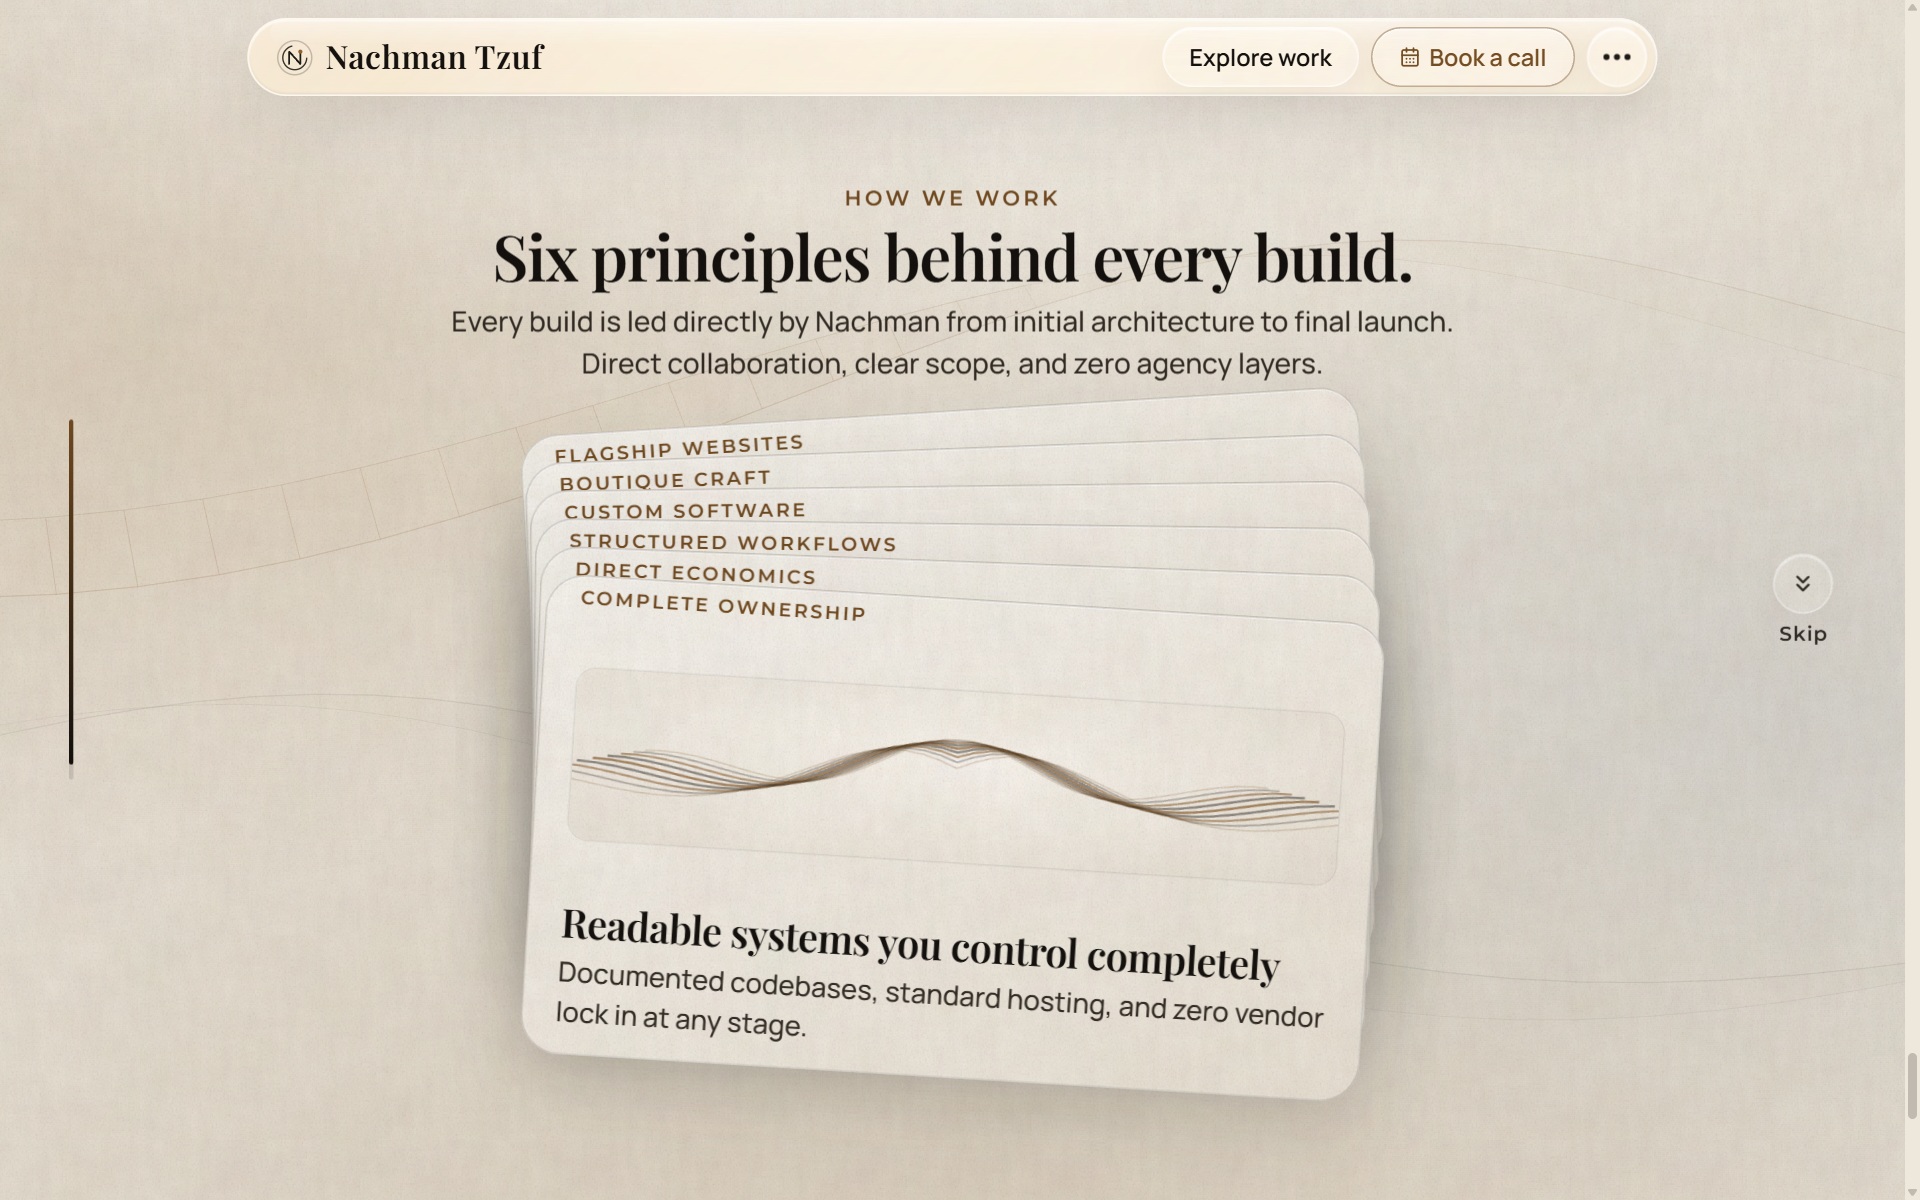 Nachman Tzuf
Explore work
Book a call
HOW WE WORK
Six principles behind every build.
Every build is led directly by Nachman from initial architecture to final launch.
Direct collaboration, clear scope, and zero agency layers.
FLAGSHIP WEBSITES
BOUTIQUE CRAFT
CUSTOM SOFTWARE
STRUCTURED WORKFLOWS
DIRECT ECONOMICS
COMPLETE OWNERSHIP
Skip
Readable systems you control completely
Documented codebases, standard hosting, and zero vendor
lock in at any stage.